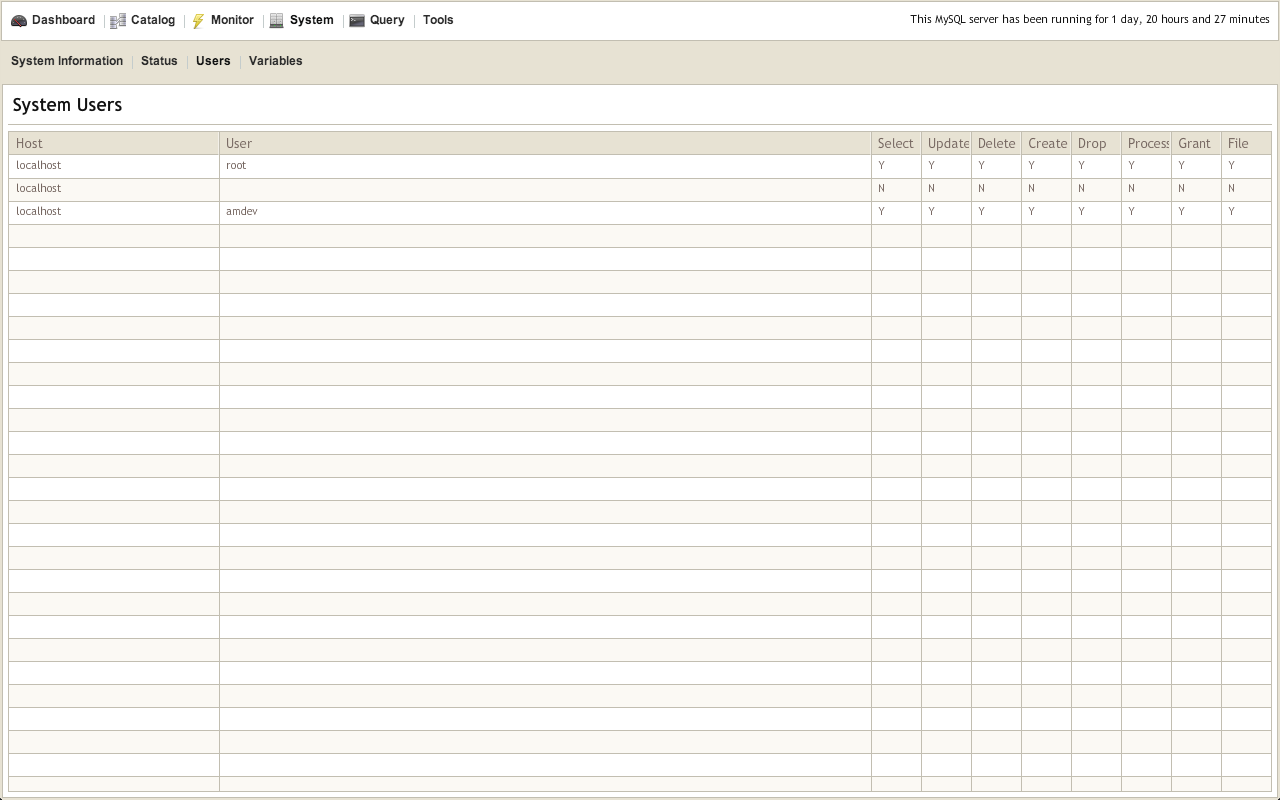 Dashboard Catalog Monitor System Query Tools This MySQL server has been running for 1 day, 20 hours and 27 minutes
System Information Status Users Variables
System Users
Host User Select Update Delete Create Drop Process Grant File
localhost root Y Y Y Y Y Y Y Y
localhost N N N N N N N N
localhost amdev Y Y Y Y Y Y Y Y